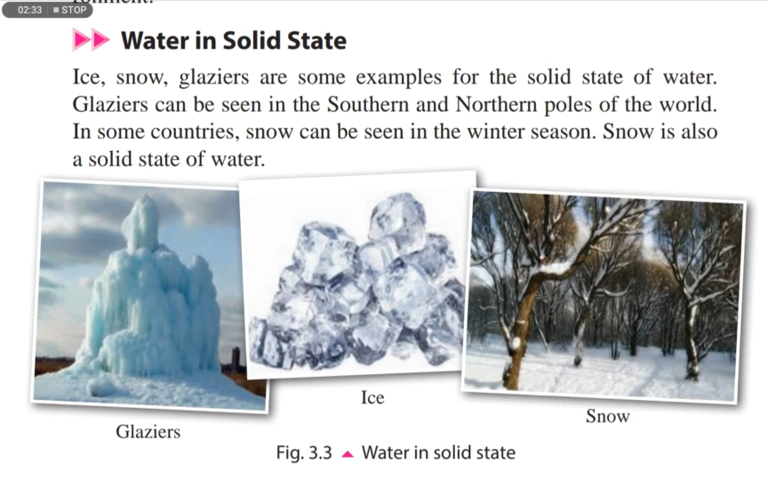 02:33 STOP
Water in Solid State
Ice, snow, glaziers are some examples for the solid state of water.
Glaziers can be seen in the Southern and Northern poles of the world.
In some countries, snow can be seen in the winter season. Snow is also
a solid state of water.
Glaziers
Ice
Snow
Fig. 3.3 ▲ Water in solid state